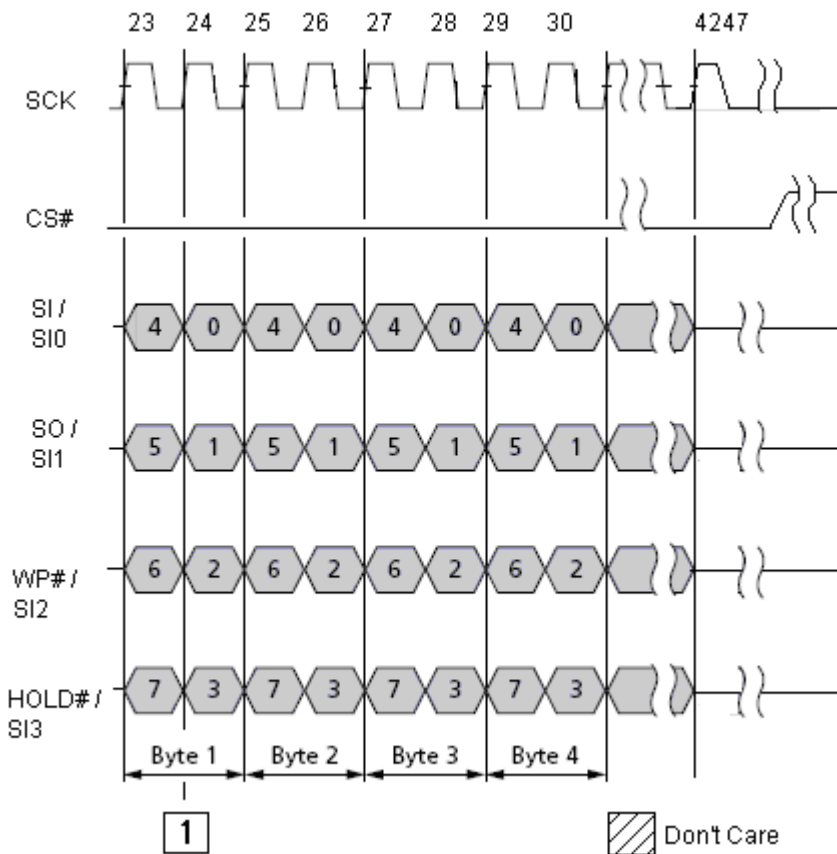 23 24 25 26 27 28 29 30 4247
SCK
CS#
SI /
SI0
4 0 4 0 4 0 4 0
SO /
SI1
5 1 5 1 5 1 5 1
WP# /
SI2
6 2 6 2 6 2 6 2
HOLD# /
SI3
7 3 7 3 7 3 7 3
Byte 1 Byte 2 Byte 3 Byte 4
1
Don't Care